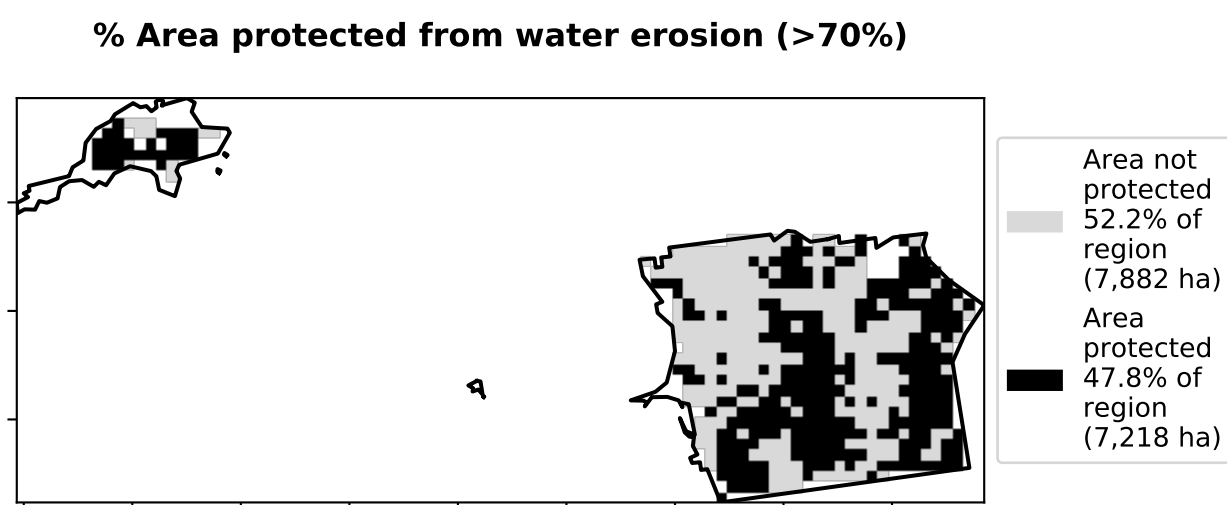 % Area protected from water erosion (>70%)
Area not
protected
52.2% of
region
(7,882 ha)
Area
protected
47.8% of
region
(7,218 ha)